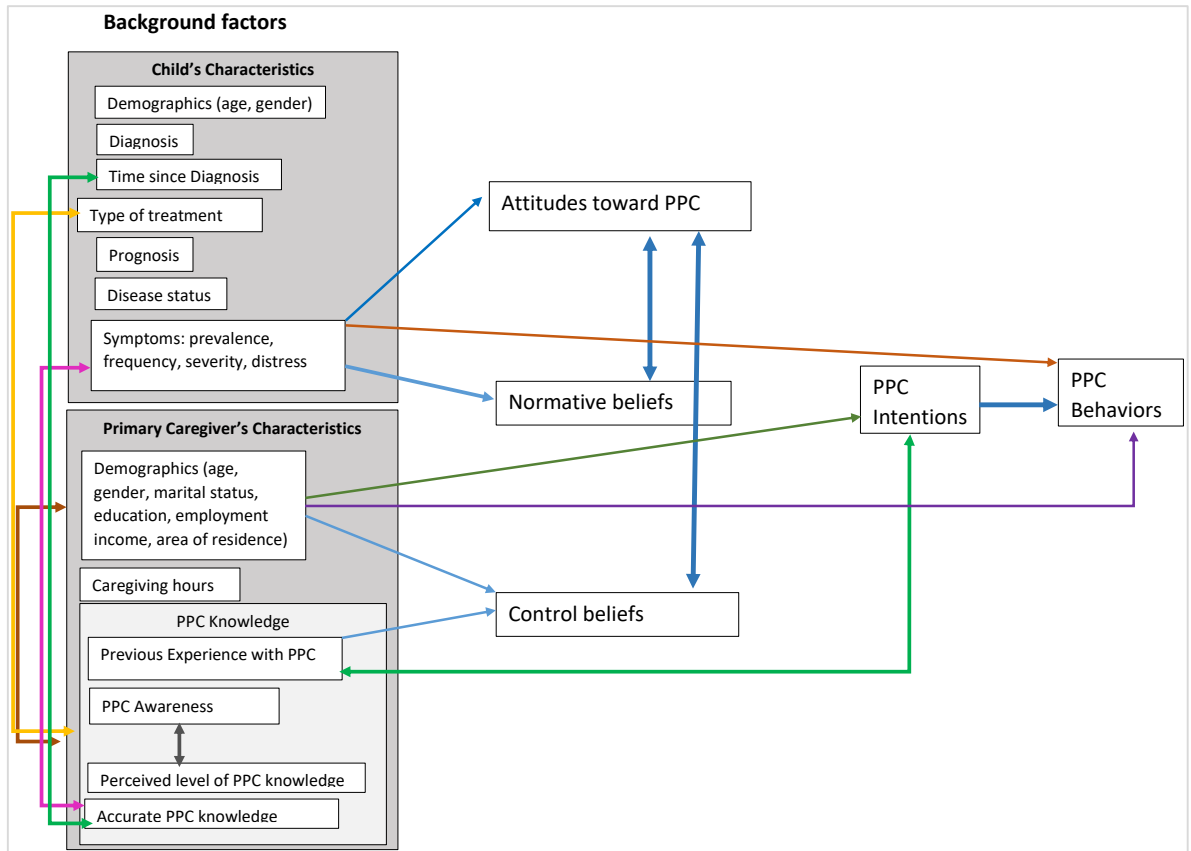 Background factors
Child's Characteristics
Demographics (age, gender)
Diagnosis
Time since Diagnosis
Type of treatment
Prognosis
Disease status
Symptoms: prevalence,
frequency, severity, distress
Attitudes toward PPC
Normative beliefs
PPC
Intentions
PPC
Behaviors
Primary Caregiver's Characteristics
Demographics (age,
gender, marital status,
education, employment
income, area of residence)
Caregiving hours
PPC Knowledge
Previous Experience with PPC
Control beliefs
PPC Awareness
Perceived level of PPC knowledge
Accurate PPC knowledge